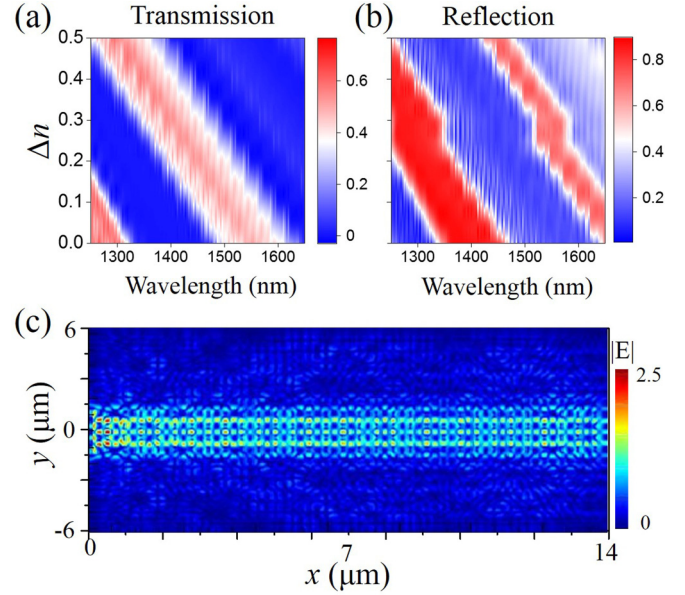 (a) Transmission
0.5
0.4
0.3
0.2
0.1
0.0
Δn
1300 1400 1500 1600
Wavelength (nm)
0.6
0.4
0.2
0
(b) Reflection
1300 1400 1500 1600
Wavelength (nm)
0.8
0.6
0.4
0.2
(c)
6
0
-6
y (μm)
0 7 14
x (μm)
|E|
2.5
0